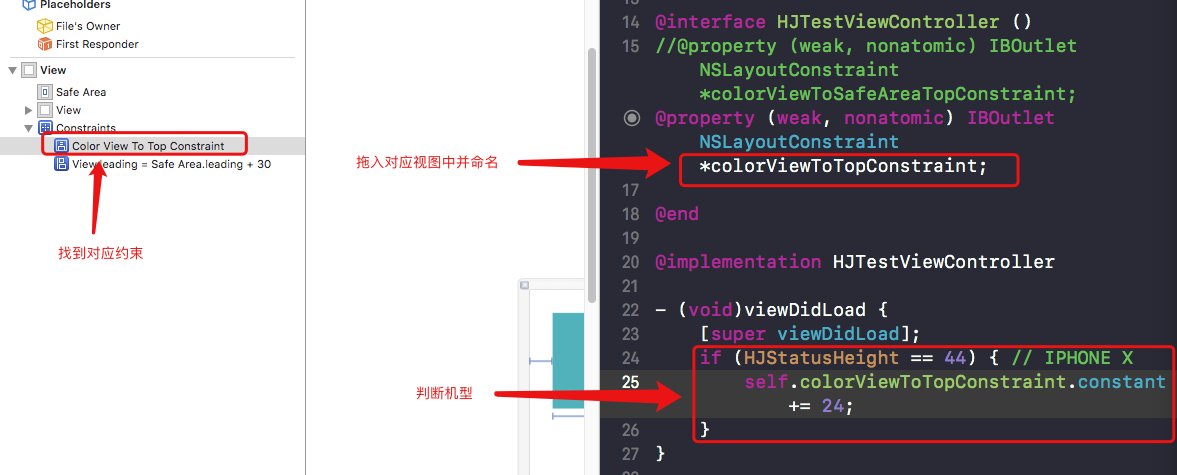 Placeholders
File's Owner
First Responder
View
Safe Area
View
Constraints
Color View To Top Constraint
View.leading = Safe Area.leading + 30
找到对应约束
拖入对应视图中并命名
判断机型
14 @interface HJTestViewController ()
15 //@property (weak, nonatomic) IBOutlet
NSLayoutConstraint
*colorViewToSafeAreaTopConstraint;
@property (weak, nonatomic) IBOutlet
NSLayoutConstraint
*colorViewToTopConstraint;
17
18 @end
19
20 @implementation HJTestViewController
21
22 - (void)viewDidLoad {
23 [super viewDidLoad];
24 if (HJStatusHeight == 44) { // IPHONE X
25 self.colorViewToTopConstraint.constant
+= 24;
26 }
27 }